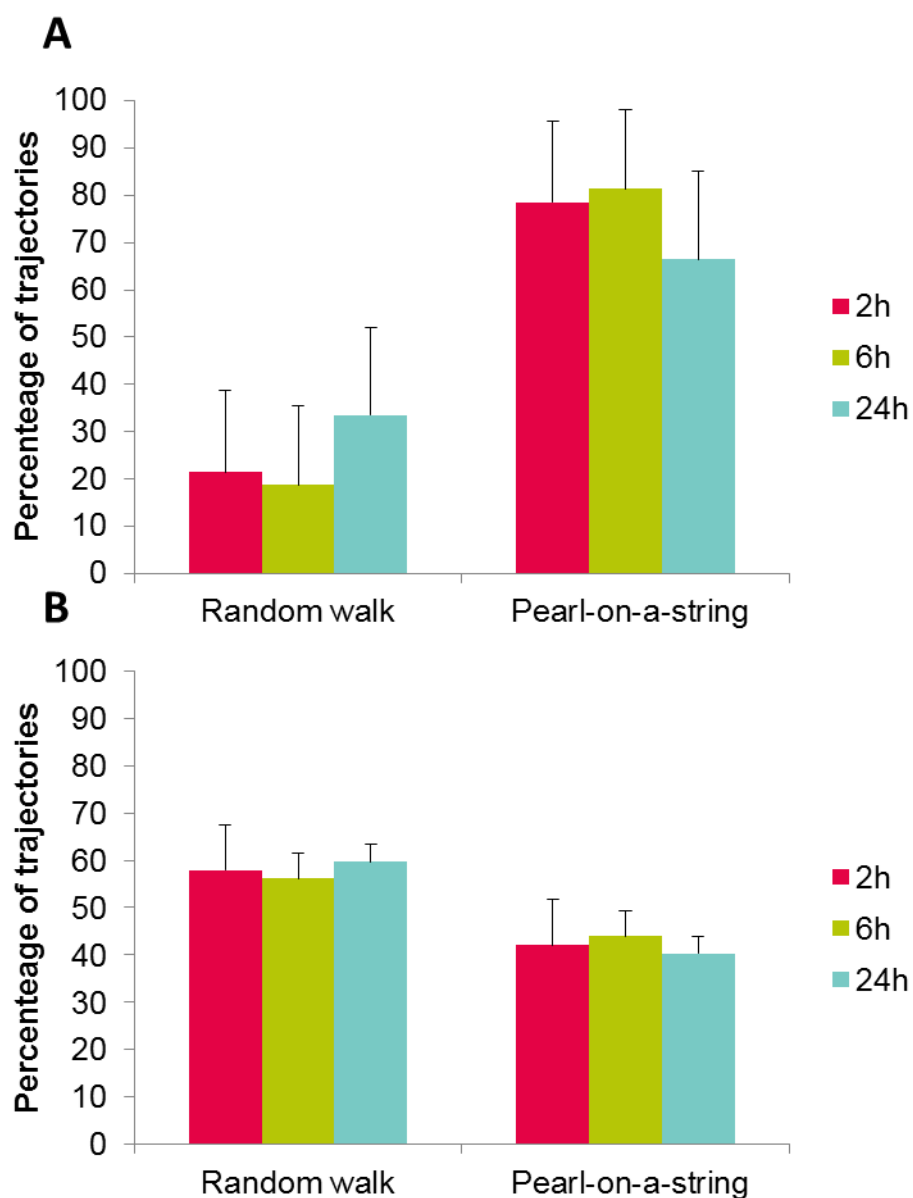 A
Percenteage of trajectories
100
90
80
70
60
50
40
30
20
10
0
Random walk
Pearl-on-a-string
2h
6h
24h
B
Percenteage of trajectories
100
90
80
70
60
50
40
30
20
10
0
Random walk
Pearl-on-a-string
2h
6h
24h